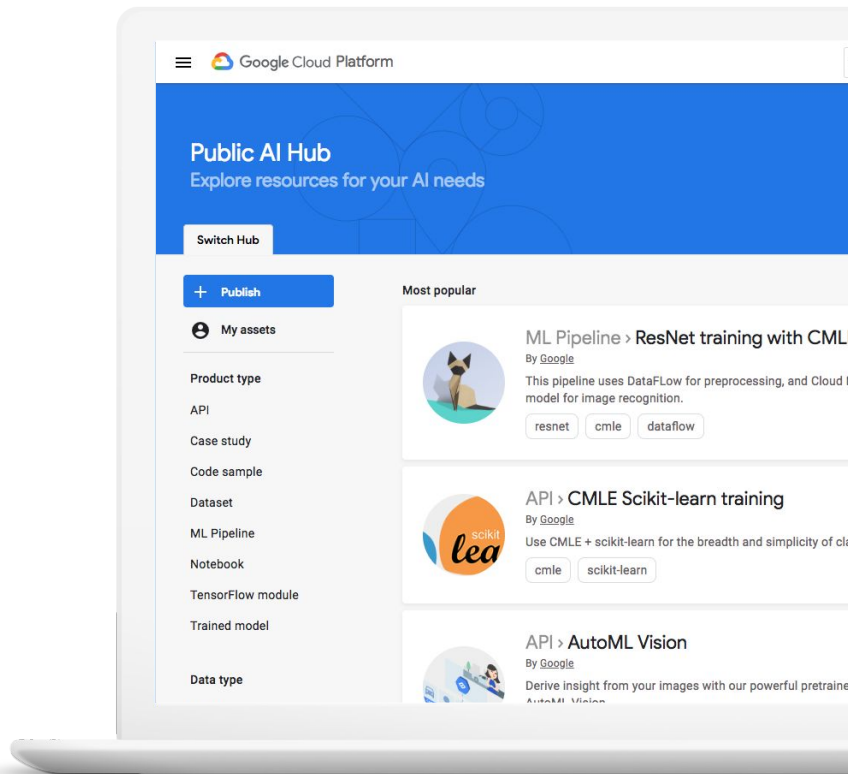 Google Cloud Platform
Public AI Hub
Explore resources for your AI needs
Switch Hub
+ Publish
My assets
Product type
API
Case study
Code sample
Dataset
ML Pipeline
Notebook
TensorFlow module
Trained model
Data type
Most popular
ML Pipeline › ResNet training with CMLE
By Google
This pipeline uses DataFLow for preprocessing, and Cloud
model for image recognition.
resnet cmle dataflow
scikit
lea
API › CMLE Scikit-learn training
By Google
Use CMLE + scikit-learn for the breadth and simplicity of cla
cmle scikit-learn
API › AutoML Vision
By Google
Derive insight from your images with our powerful pretraine
AutoML Vision